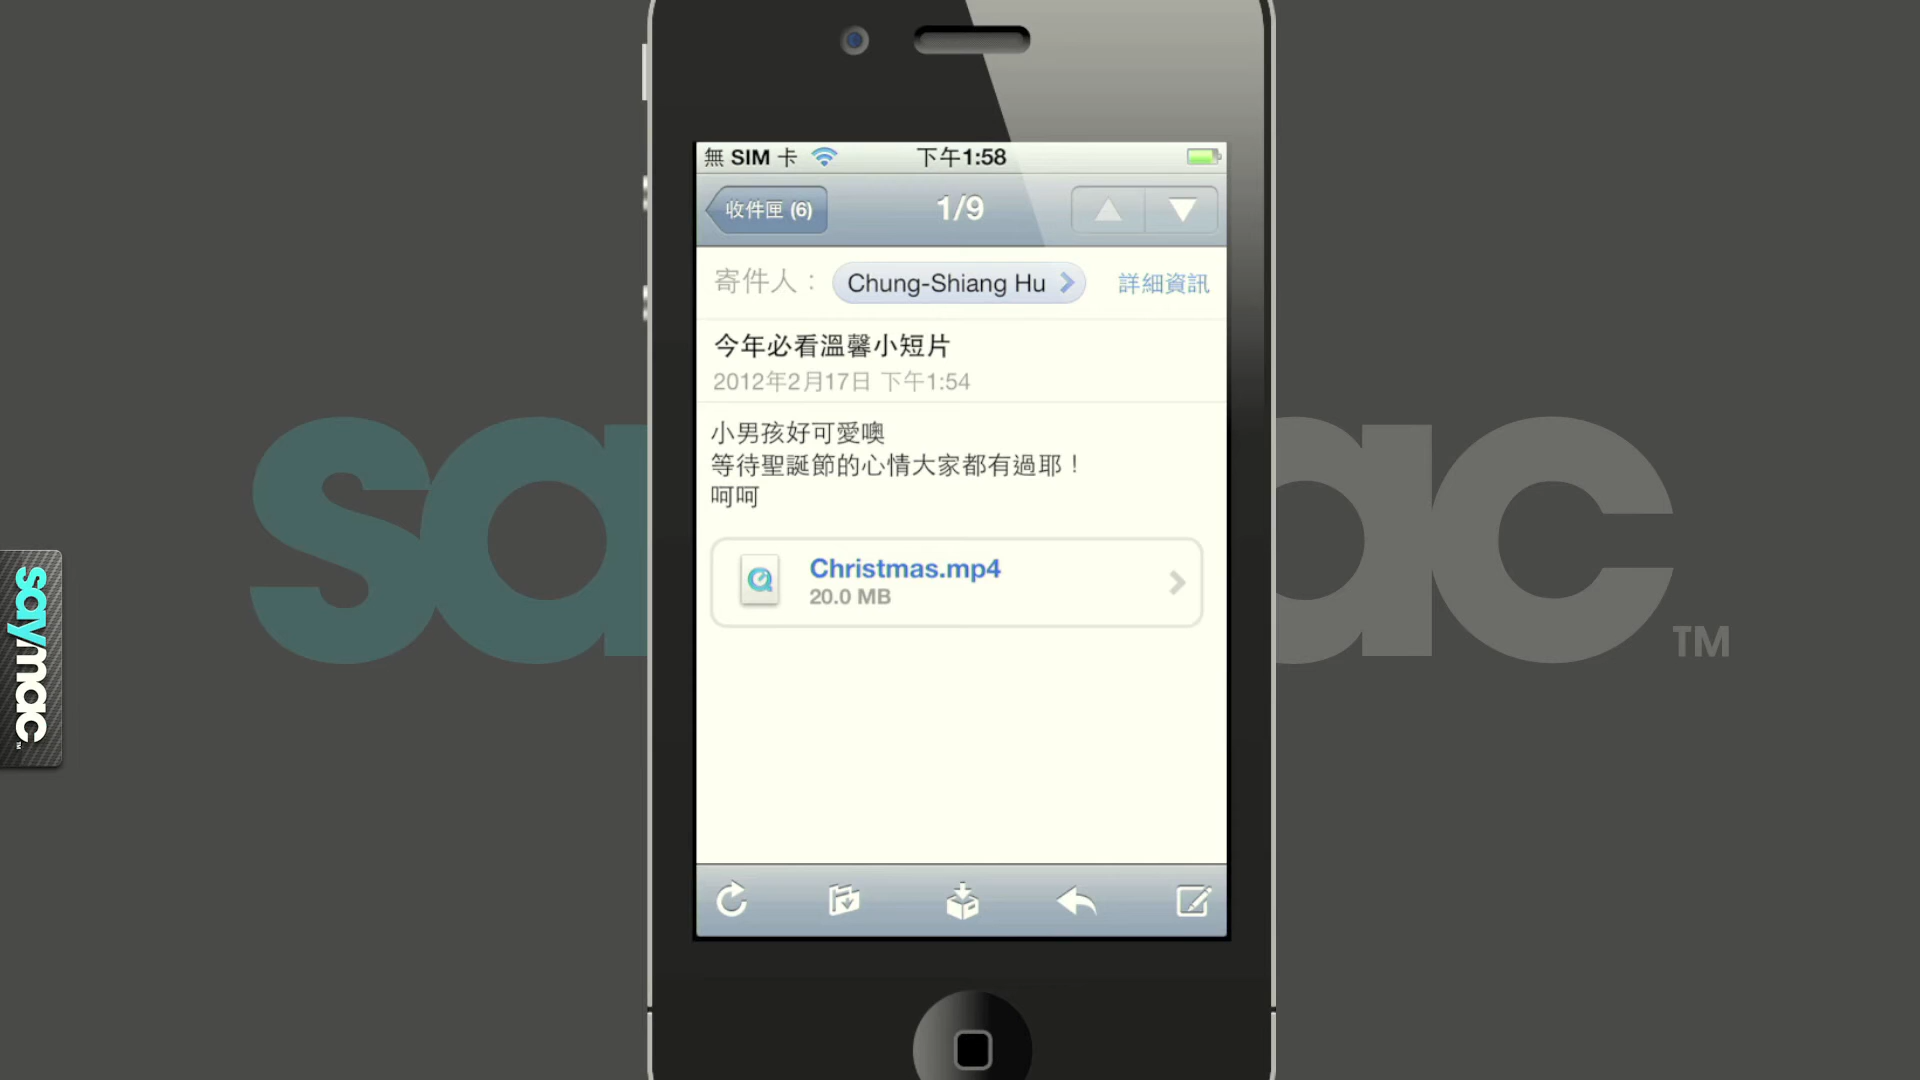 無 SIM 卡
下午1:58
收件匣 (6)
1/9
寄件人：
Chung-Shiang Hu
詳細資訊
今年必看溫馨小短片
2012年2月17日 下午1:54
小男孩好可愛噢
等待聖誕節的心情大家都有過耶！
呵呵
Christmas.mp4
20.0 MB
sa
ac
TM
saymac
TM